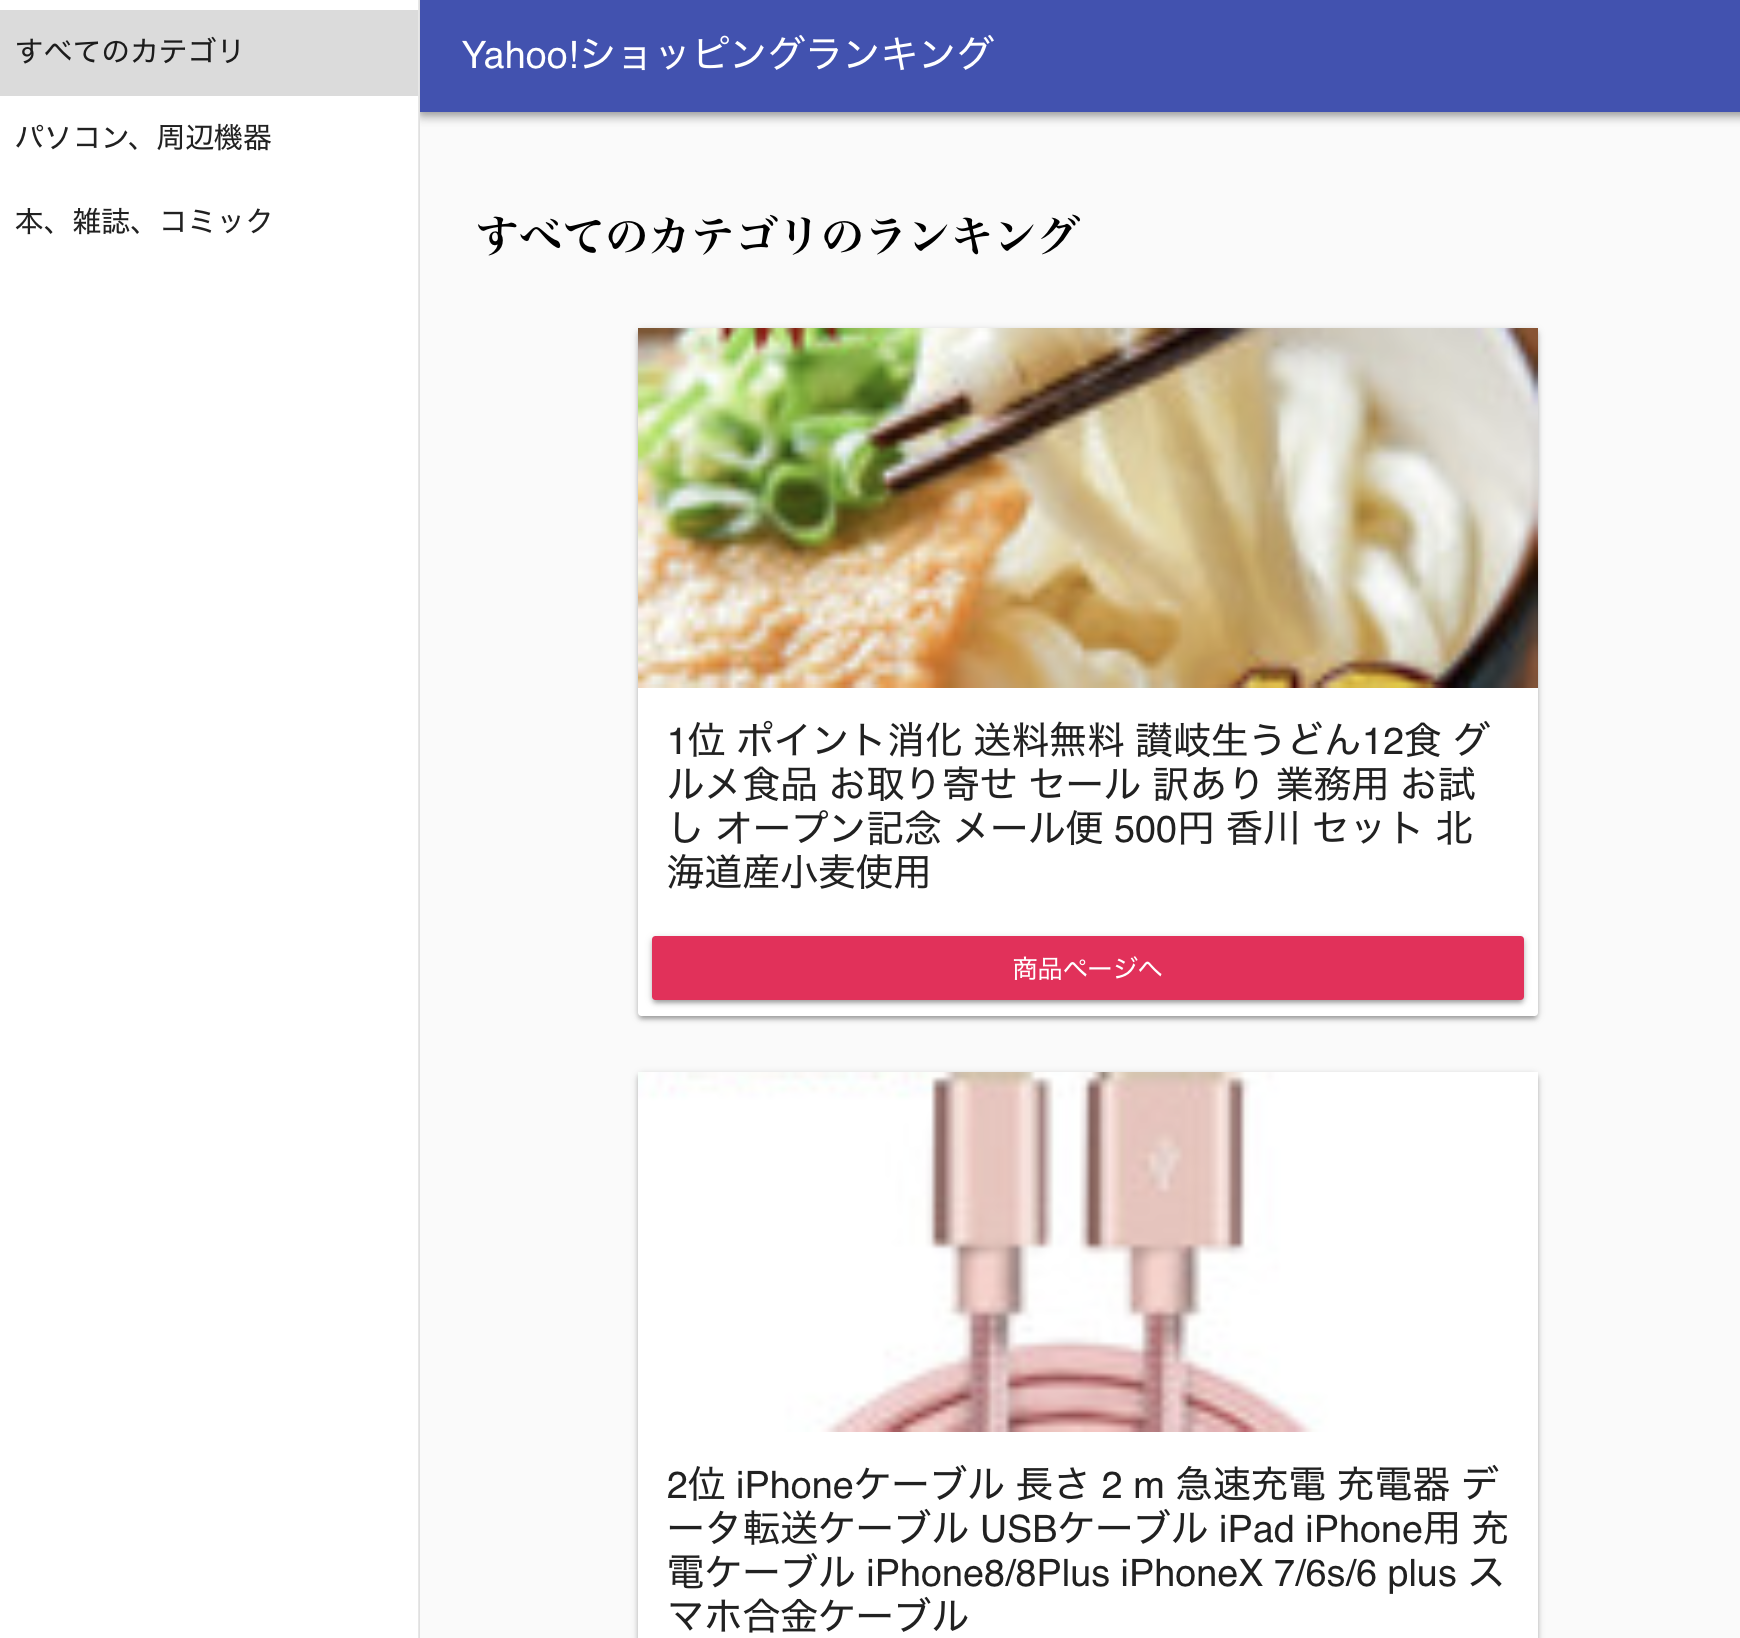 すべてのカテゴリ
パソコン、周辺機器
本、雑誌、コミック
Yahoo!ショッピングランキング
すべてのカテゴリのランキング
1位 ポイント消化 送料無料 讃岐生うどん12食 グ
ルメ食品 お取り寄せ セール 訳あり 業務用 お試
し オープン記念 メール便 500円 香川 セット 北
海道産小麦使用
商品ページへ
2位 iPhoneケーブル 長さ 2 m 急速充電 充電器 デ
ータ転送ケーブル USBケーブル iPad iPhone用 充
電ケーブル iPhone8/8Plus iPhoneX 7/6s/6 plus ス
マホ合金ケーブル